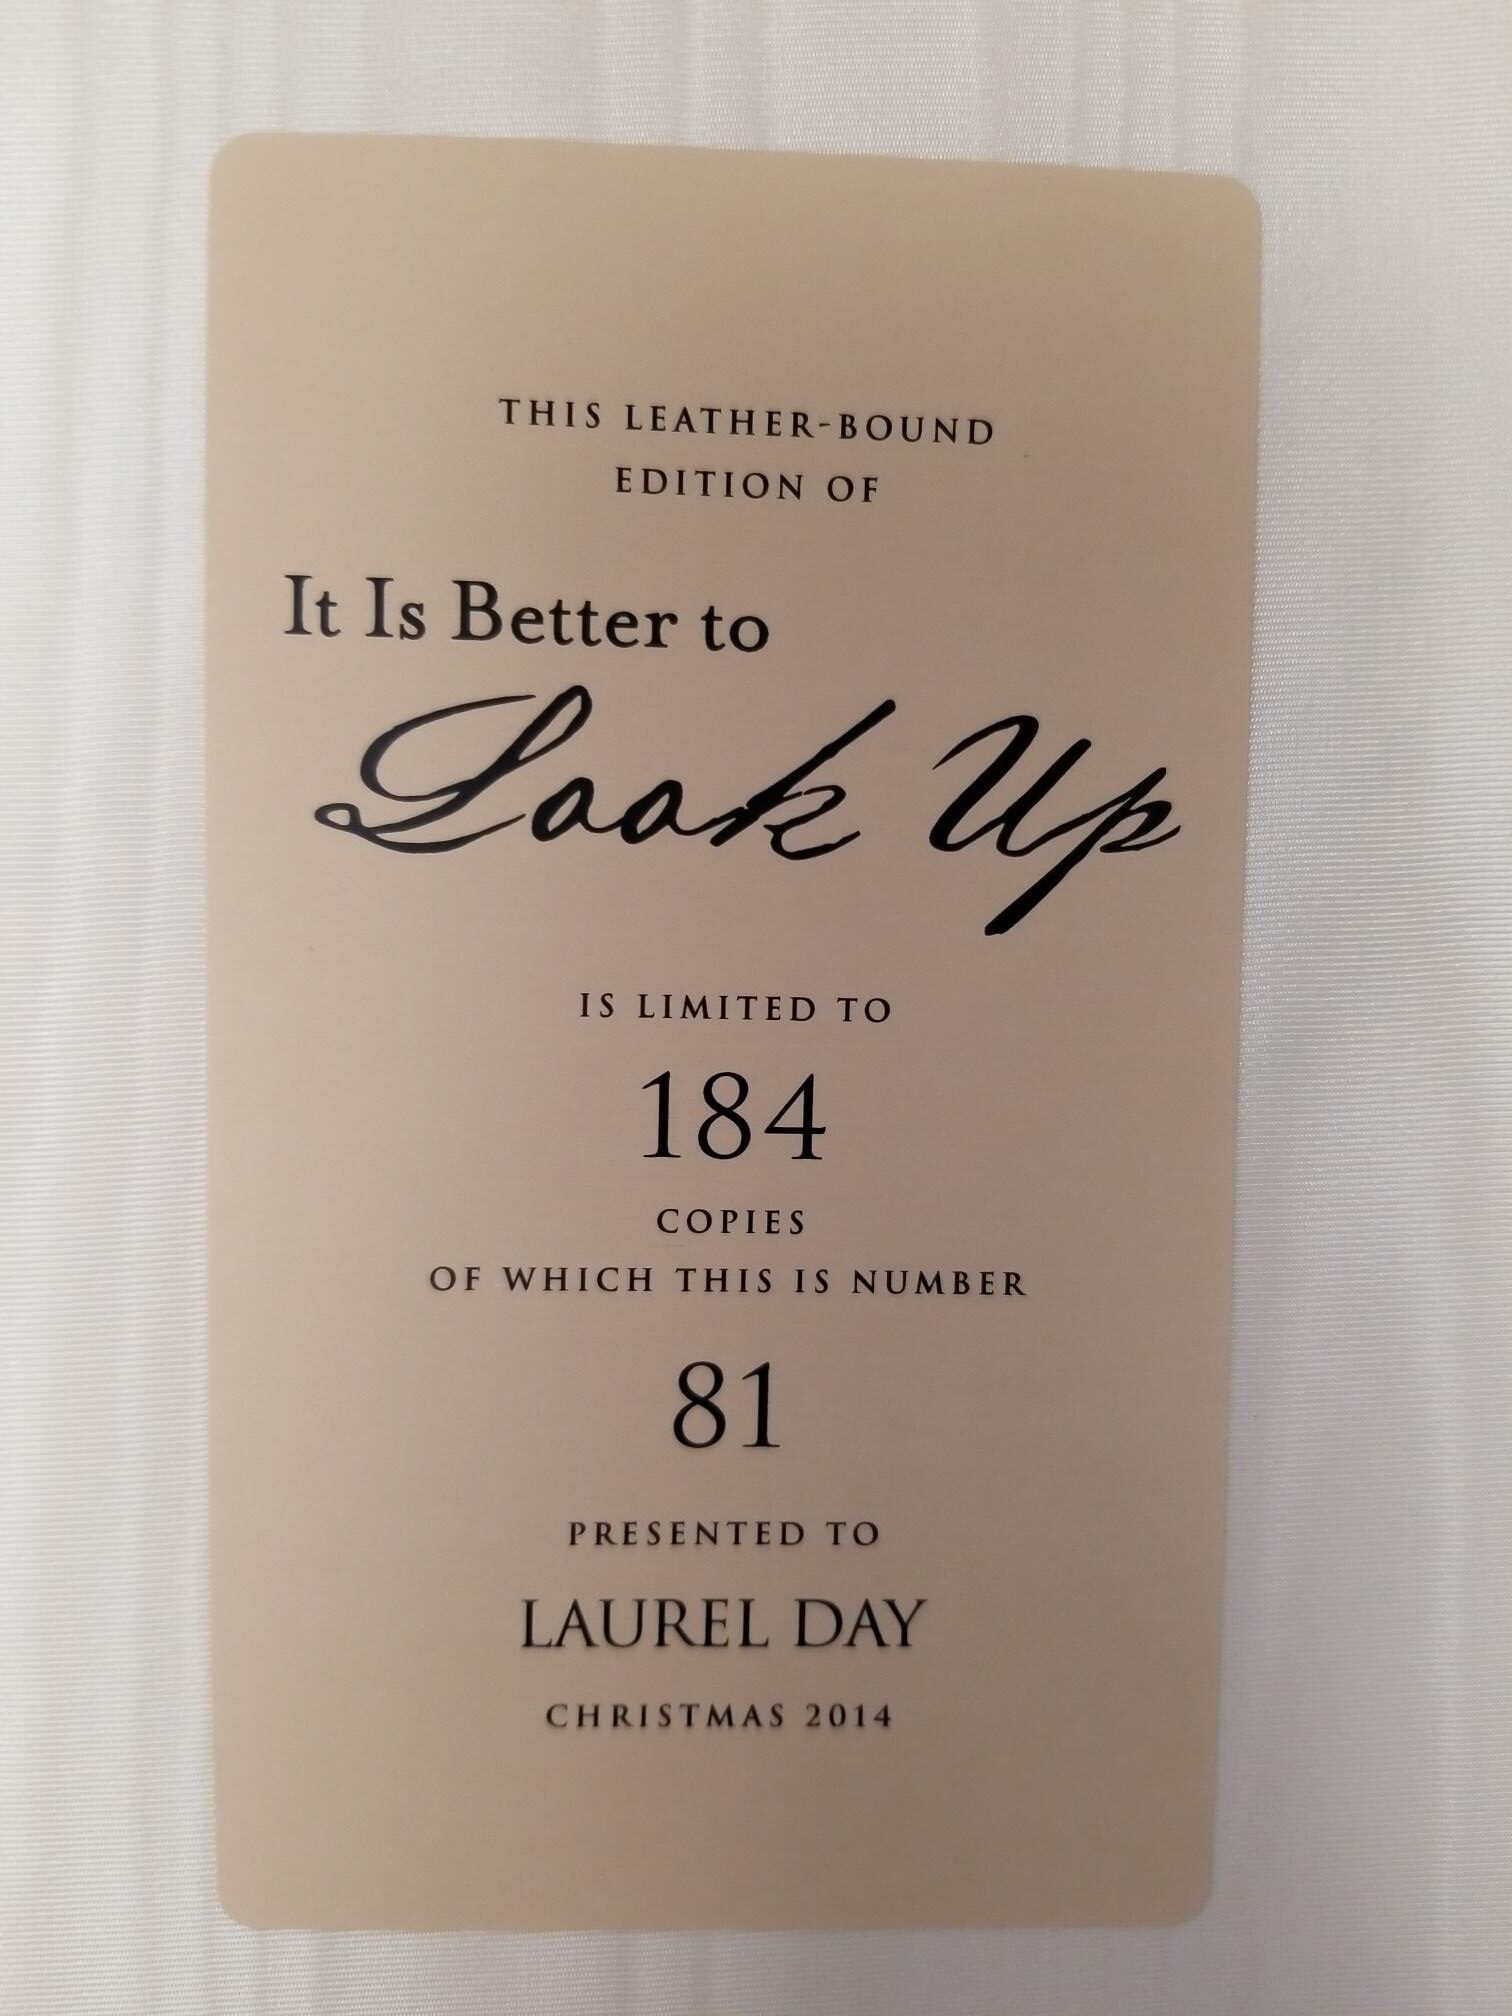 THIS LEATHER-BOUND
EDITION OF
It Is Better to
Look Up
IS LIMITED TO
184
COPIES
OF WHICH THIS IS NUMBER
81
PRESENTED TO
LAUREL DAY
CHRISTMAS 2014